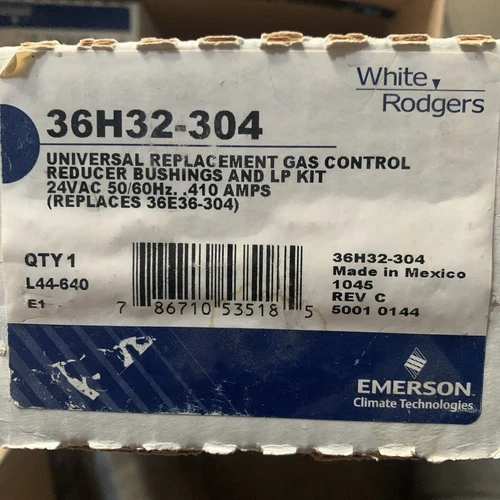 White
Rodgers
36H32-304
UNIVERSAL REPLACEMENT GAS CONTROL
REDUCER BUSHINGS AND LP KIT
24VAC 50/60Hz. .410 AMPS
(REPLACES 36E36-304)
QTY 1
L44-640
E1
7 86710 53518 5
36H32-304
Made in Mexico
1045
REV C
5001 0144
EMERSON
Climate Technologies